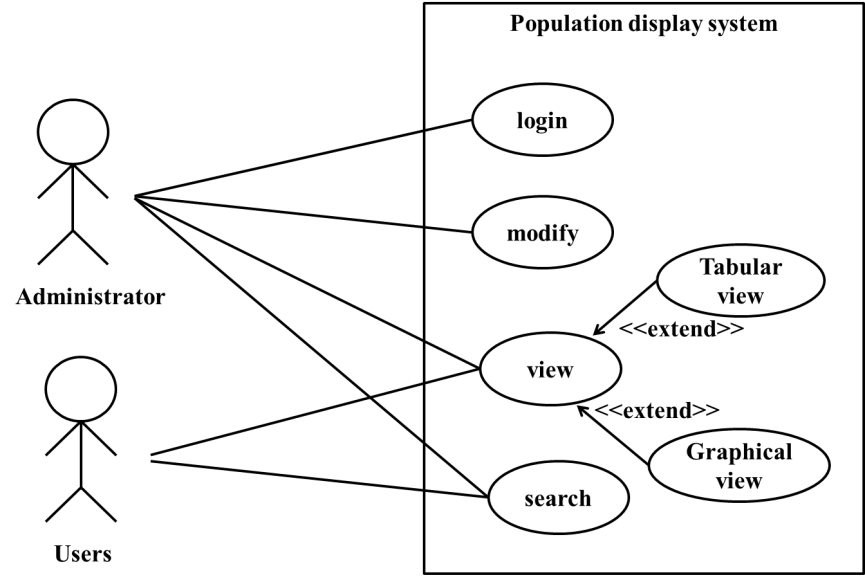 Population display system
login
modify
Administrator
Tabular
view
<<extend>>
view
<<extend>>
Graphical
view
search
Users